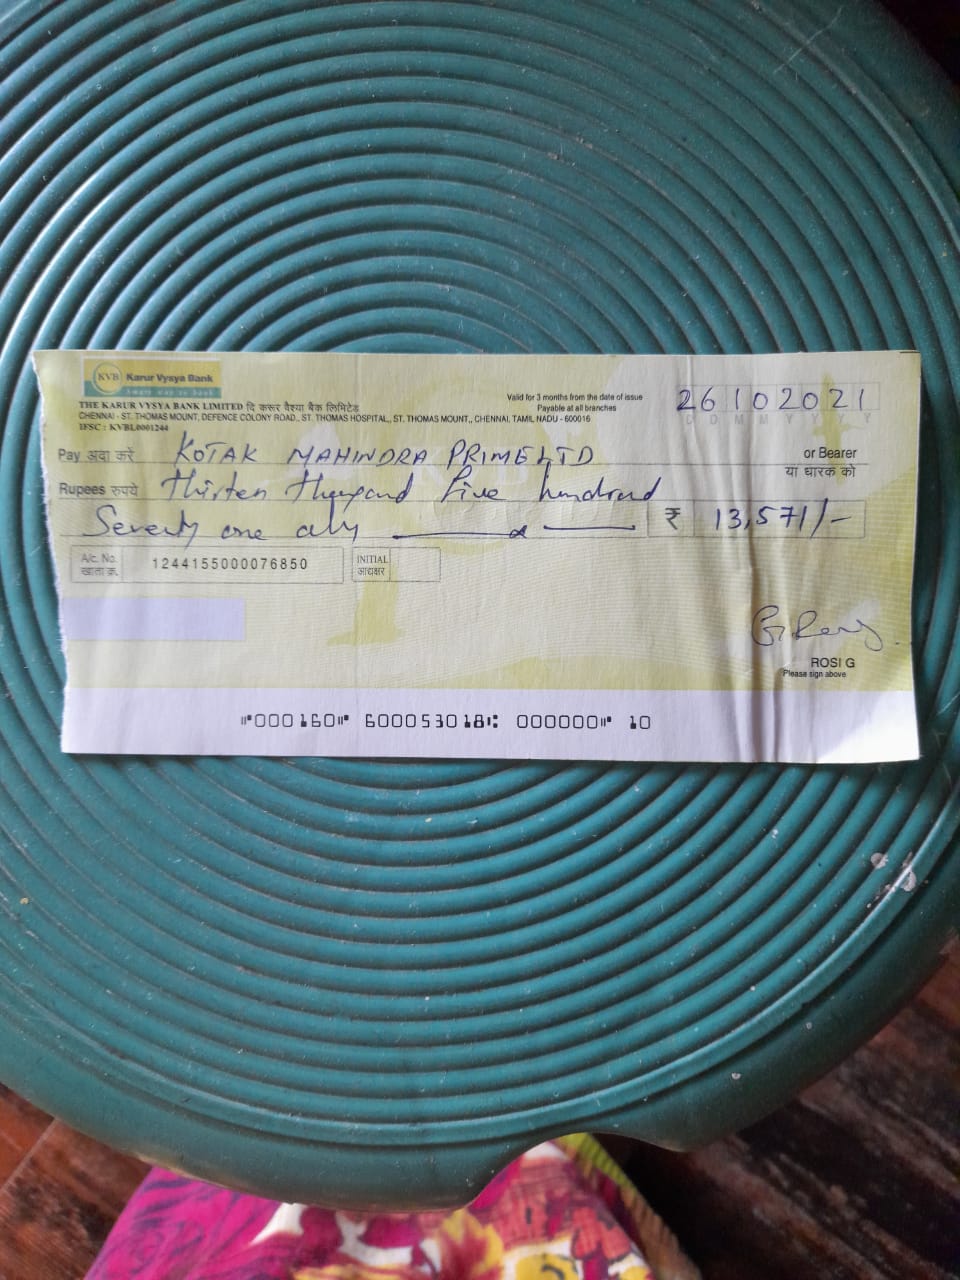 KVB Karur Vysya Bank
Smart way to bank
THE KARUR VYSYA BANK LIMITED दि करूर वैश्या बैंक लिमिटेड
CHENNAI - ST. THOMAS MOUNT, DEFENCE COLONY ROAD., ST. THOMAS HOSPITAL,, ST. THOMAS MOUNT,, CHENNAI, TAMIL NADU - 600016
IFSC : KVBL0001244
Valid for 3 months from the date of issue
Payable at all branches
26102021
D D M M Y Y Y Y
Pay अदा करें KOTAK MAHINDRA PRIME LTD or Bearer
या धारक को
Rupees रुपये thirten thousand five hundred
Seventy one only ₹ 13,571/-
A/c. No. 1244155000076850 INITIAL
खाता क्र. आद्यक्षर
G. Rosy
ROSI G
Please sign above
⑈000160⑈ 600053018⑆ 000000⑈ 10